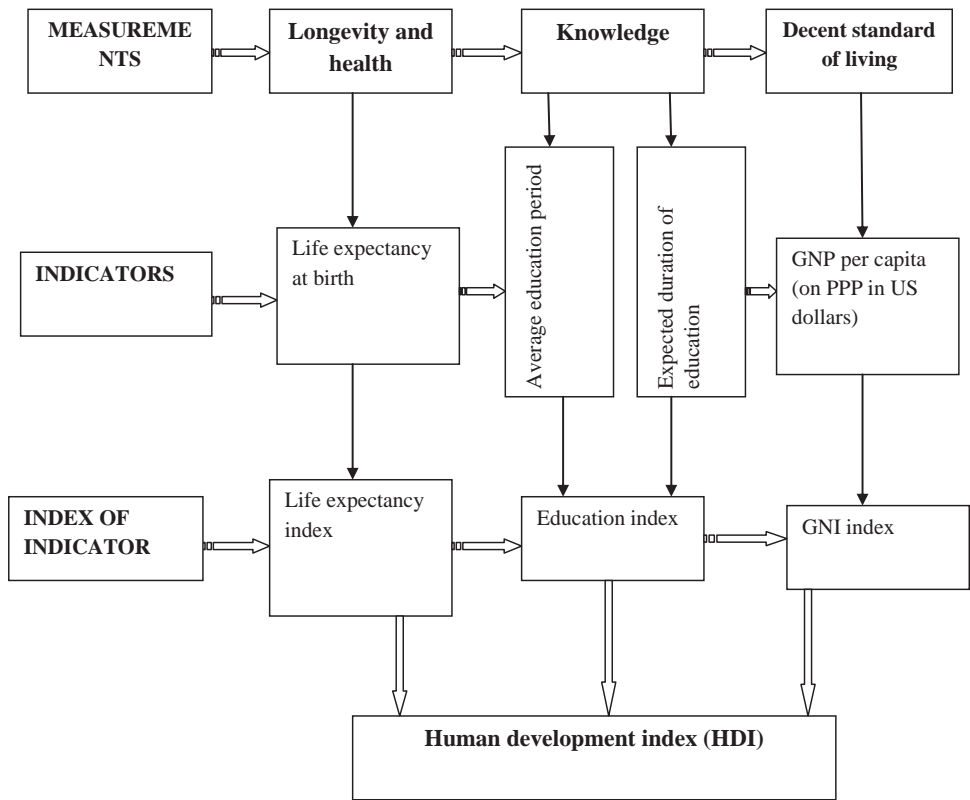 MEASUREME
NTS
Longevity and
health
Knowledge
Decent standard
of living
Average education period
Expected duration of
education
INDICATORS
Life expectancy
at birth
GNP per capita
(on PPP in US
dollars)
INDEX OF
INDICATOR
Life expectancy
index
Education index
GNI index
Human development index (HDI)